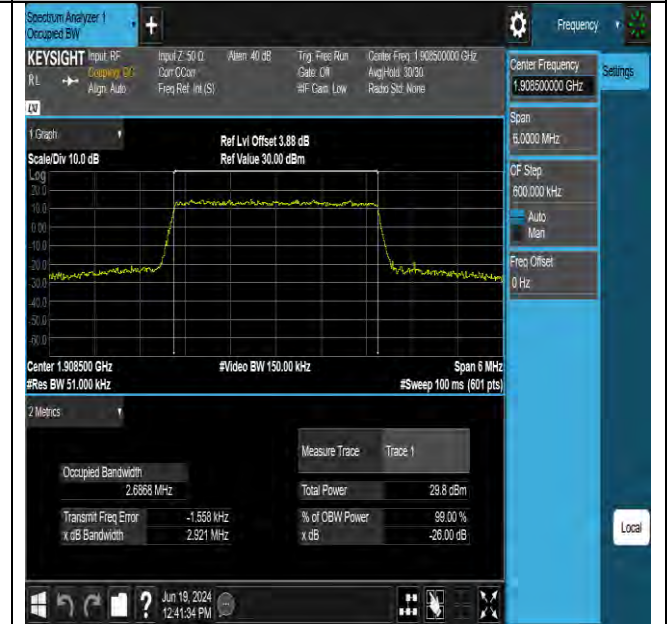 Spectrum Analyzer 1
Occupied BW
+
Frequency
KEYSIGHT
Input: RF
Coupling: DC
Align: Auto
Input Z: 50 Ω
Corr CCorr
Freq Ref: Int (S)
Atten: 40 dB
Trig: Free Run
Gate: Off
#IF Gain: Low
Center Freq: 1.908500000 GHz
Avg|Hold: 30/30
Radio Std: None
RL
LXI
1 Graph
Scale/Div 10.0 dB
Ref Lvl Offset 3.88 dB
Ref Value 30.00 dBm
Log
20.0
10.0
0.00
-10.0
-20.0
-30.0
-40.0
-50.0
-60.0
Center 1.908500 GHz
#Video BW 150.00 kHz
Span 6 MHz
#Res BW 51.000 kHz
#Sweep 100 ms (601 pts)
2 Metrics
Measure Trace
Trace 1
Occupied Bandwidth
2.6868 MHz
Total Power
29.8 dBm
Transmit Freq Error
-1.558 kHz
% of OBW Power
99.00 %
x dB Bandwidth
2.921 MHz
x dB
-26.00 dB
Center Frequency
1.908500000 GHz
Settings
Span
6.0000 MHz
CF Step
600.000 kHz
Auto
Man
Freq Offset
0 Hz
Local
?
Jun 19, 2024
12:41:34 PM